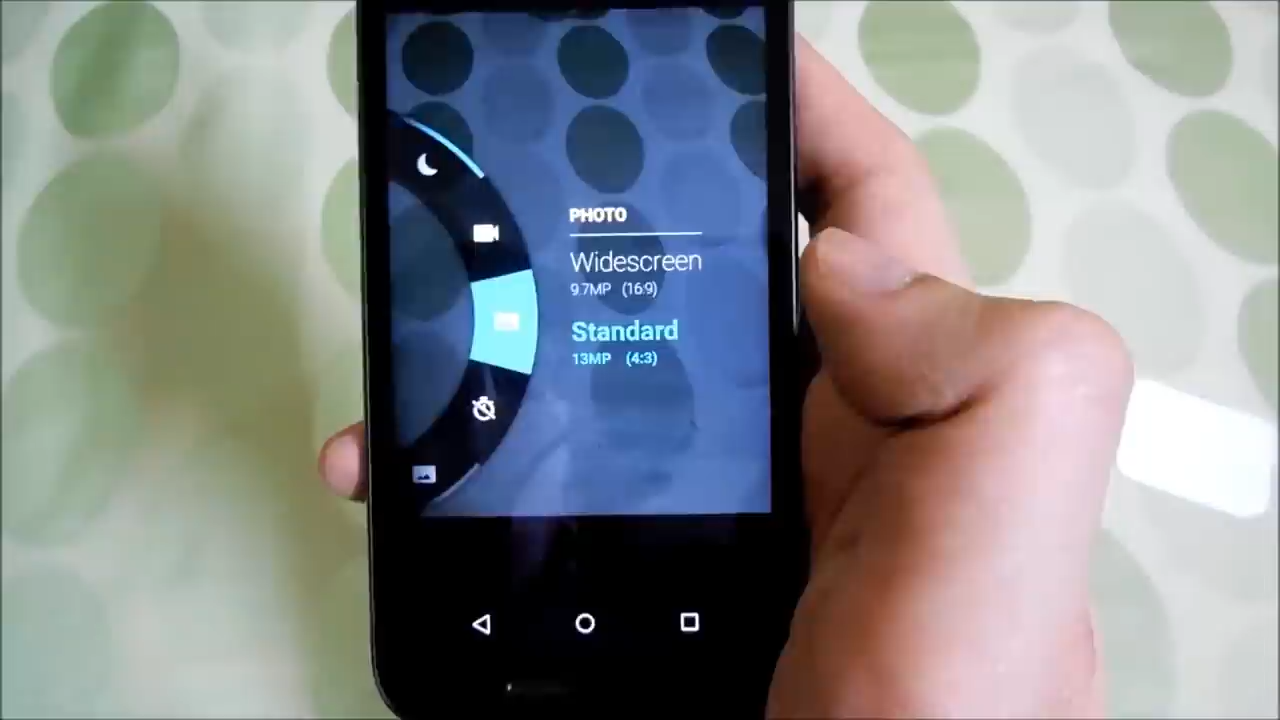 PHOTO
Widescreen
9.7MP (16:9)
Standard
13MP (4:3)